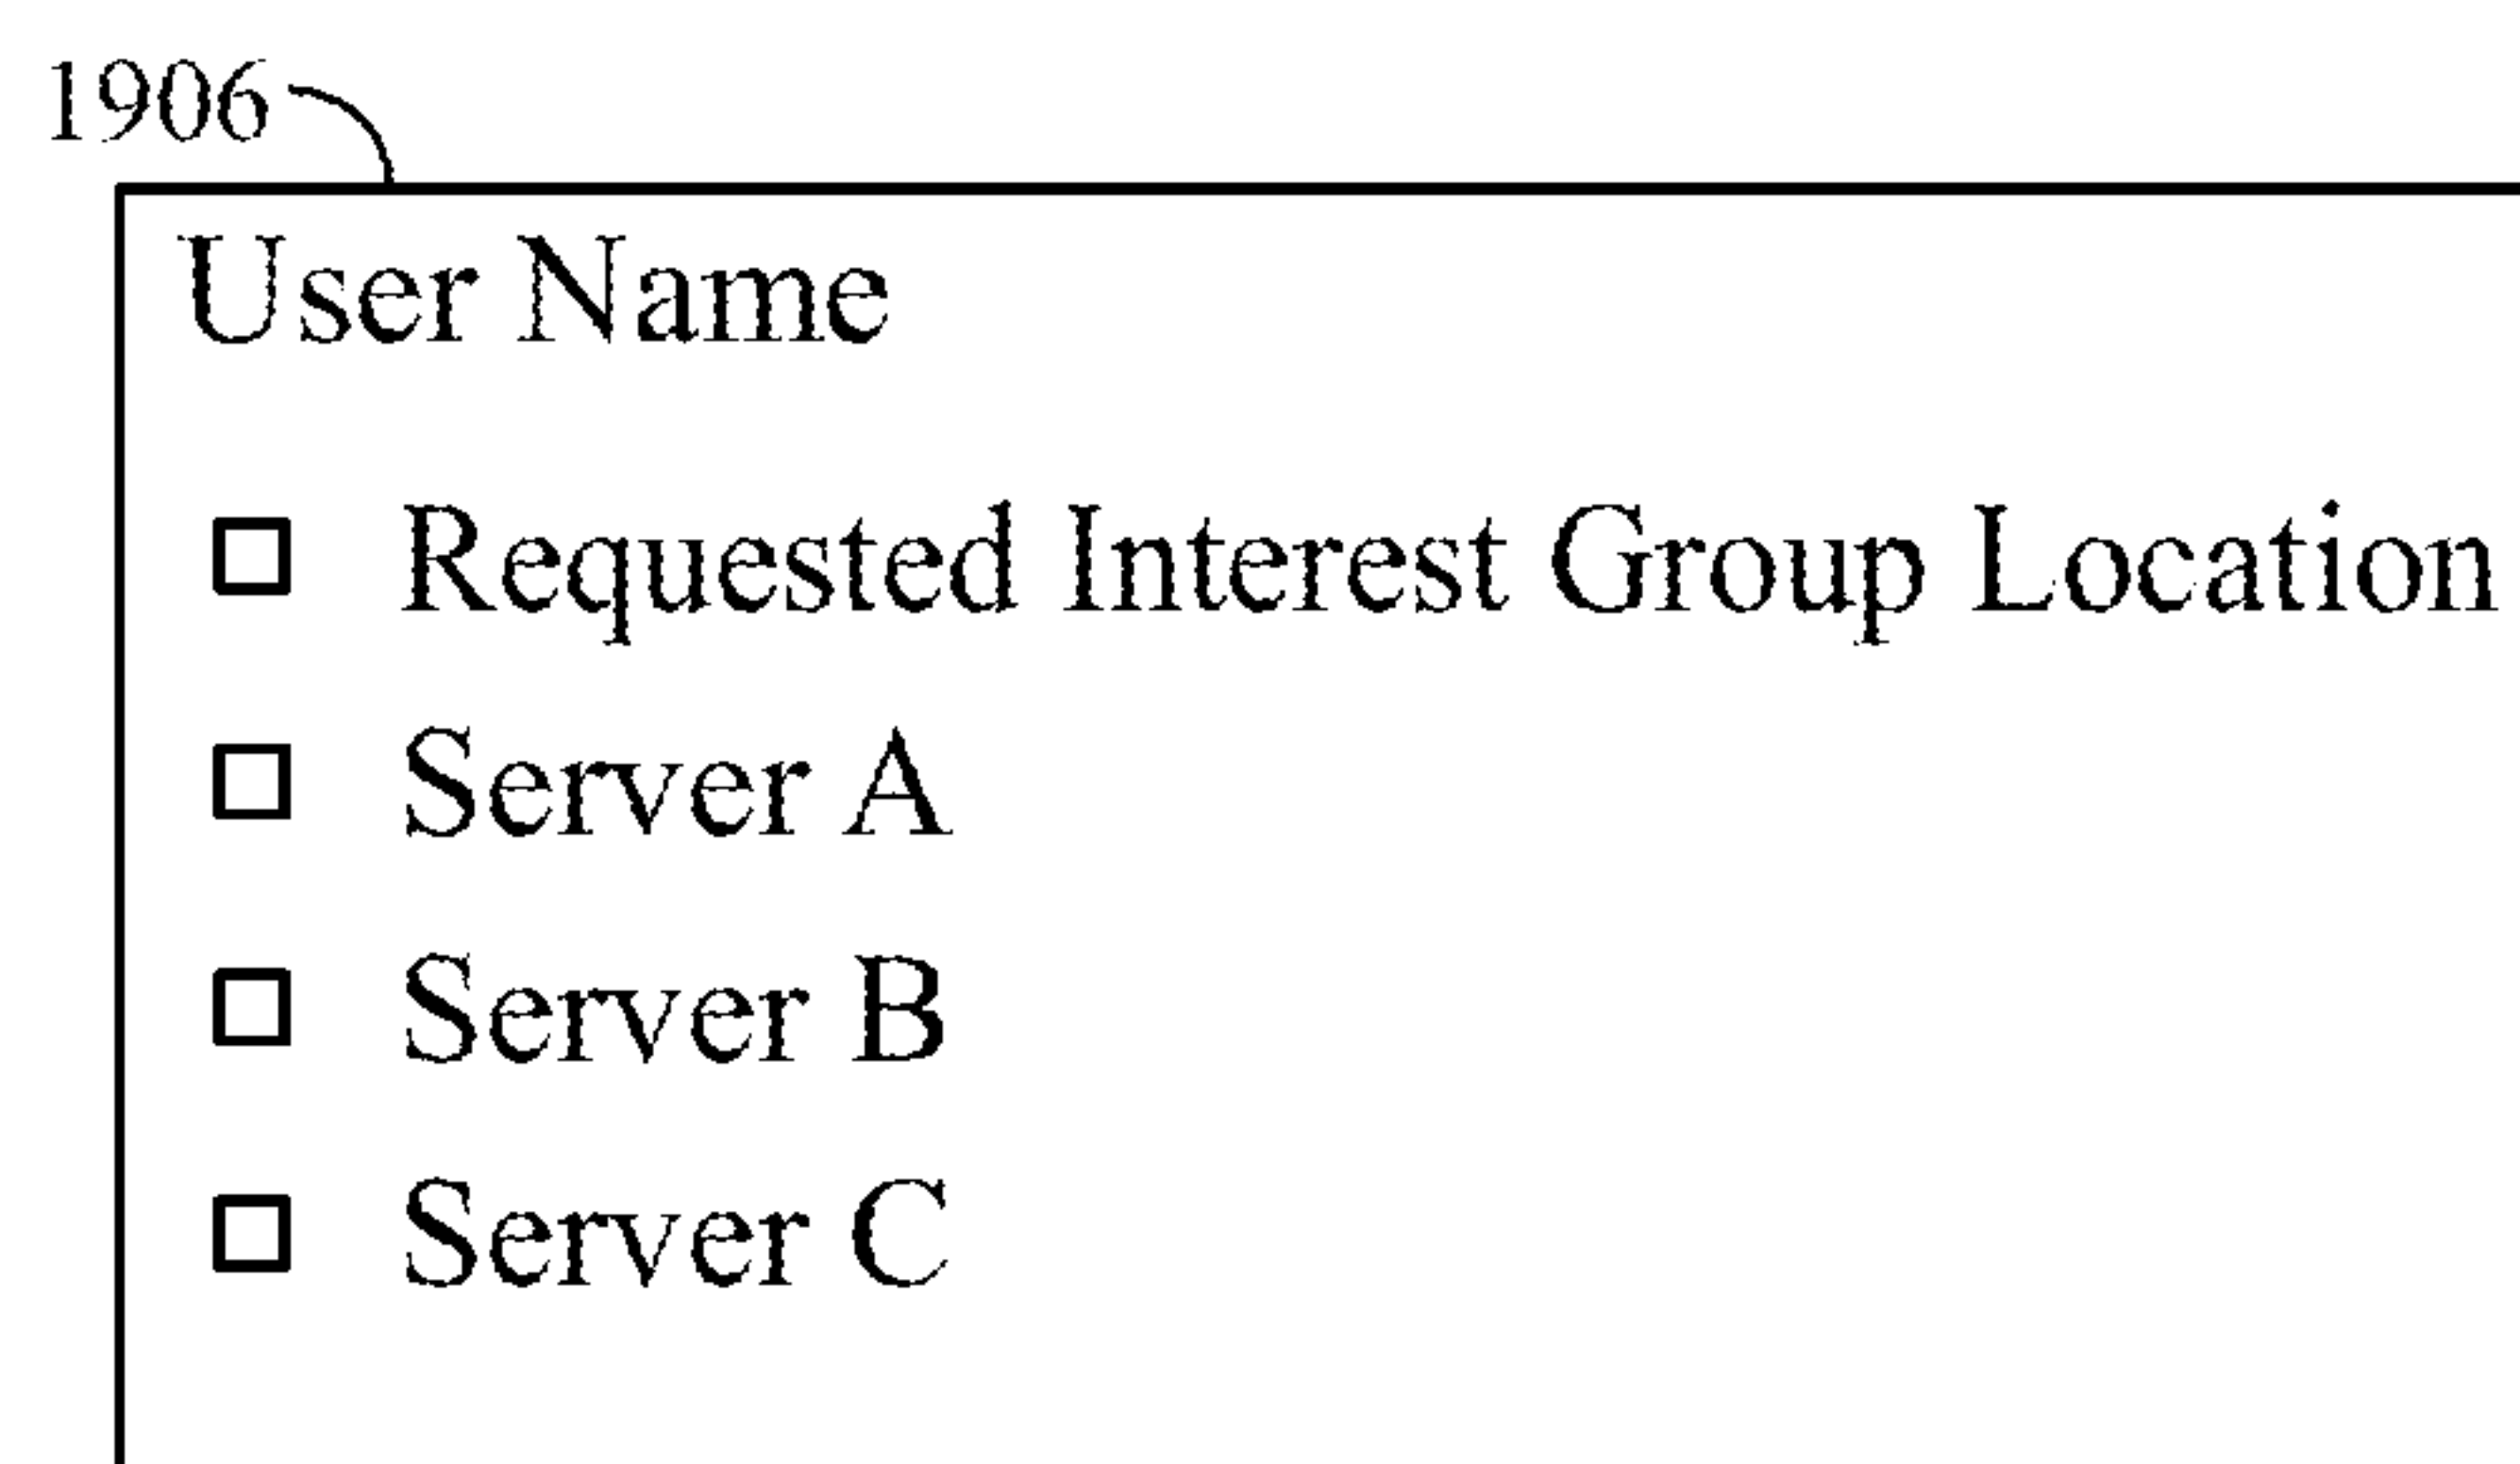 1906
User Name
Requested Interest Group Location
Server A
Server B
Server C